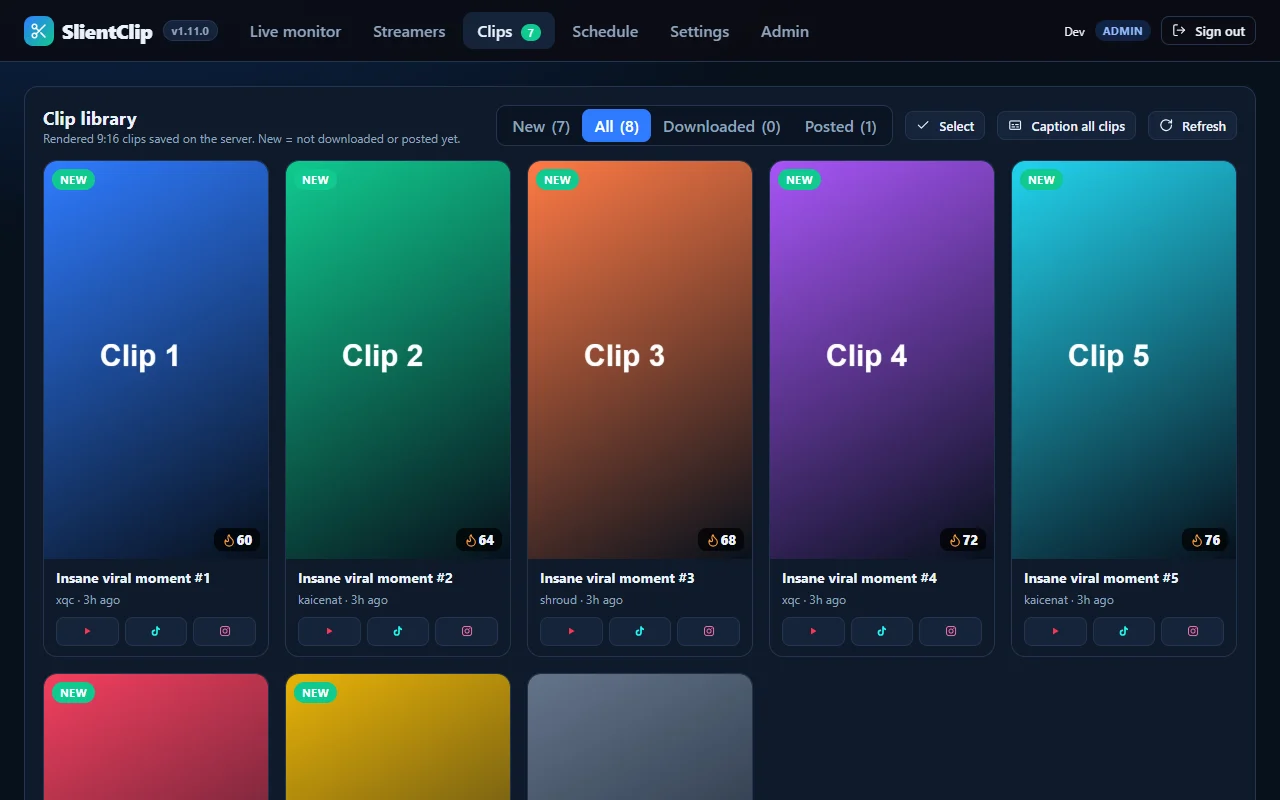 SlientClip v1.11.0 Live monitor Streamers Clips 7 Schedule Settings Admin Dev ADMIN Sign out
Clip library
Rendered 9:16 clips saved on the server. New = not downloaded or posted yet.
New (7) All (8) Downloaded (0) Posted (1) Select Caption all clips Refresh
NEW NEW NEW NEW NEW
Clip 1 Clip 2 Clip 3 Clip 4 Clip 5
60 64 68 72 76
Insane viral moment #1 Insane viral moment #2 Insane viral moment #3 Insane viral moment #4 Insane viral moment #5
xqc · 3h ago kaicenat · 3h ago shroud · 3h ago xqc · 3h ago kaicenat · 3h ago
NEW NEW